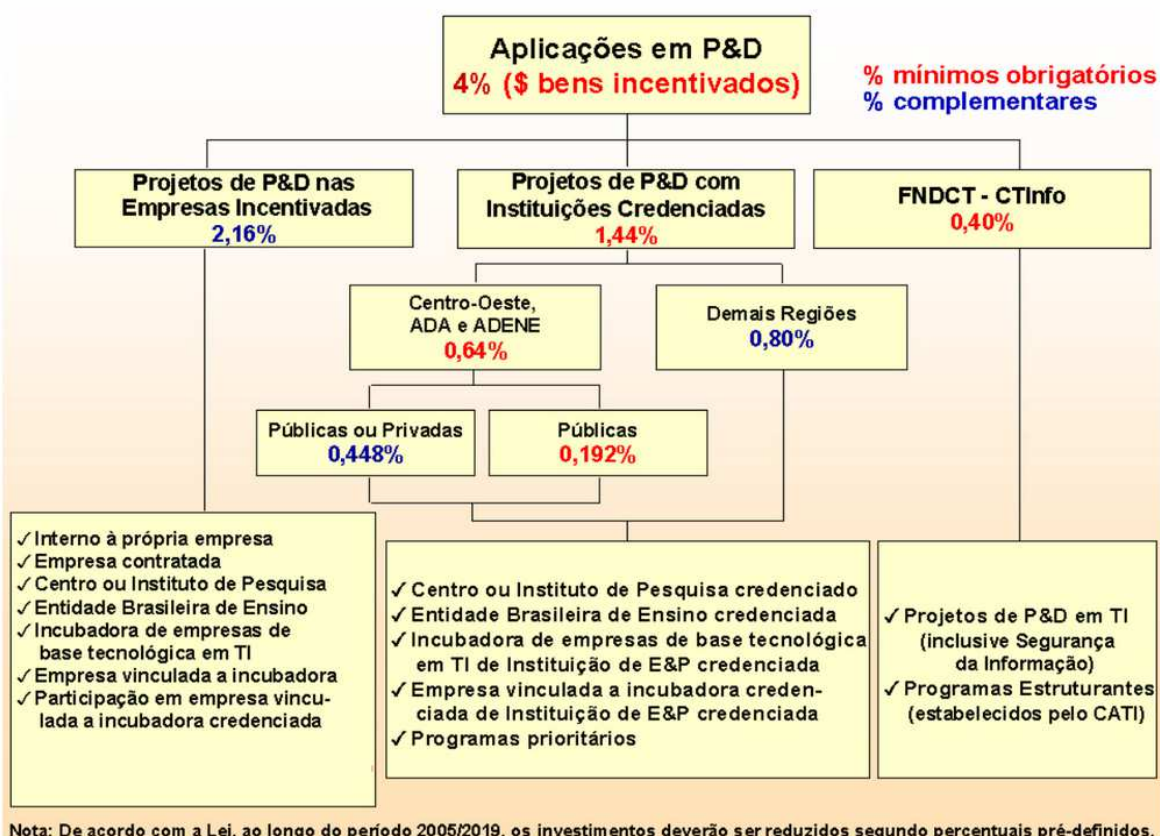 Aplicações em P&D
4% ($ bens incentivados)
% mínimos obrigatórios
% complementares
Projetos de P&D nas
Empresas Incentivadas
2,16%
Projetos de P&D com
Instituições Credenciadas
1,44%
FNDCT - CTInfo
0,40%
Centro-Oeste,
ADA e ADENE
0,64%
Demais Regiões
0,80%
Públicas ou Privadas
0,448%
Públicas
0,192%
✓ Interno à própria empresa
✓ Empresa contratada
✓ Centro ou Instituto de Pesquisa
✓ Entidade Brasileira de Ensino
✓ Incubadora de empresas de
base tecnológica em TI
✓ Empresa vinculada a incubadora
✓ Participação em empresa vincu-
lada a incubadora credenciada
✓ Centro ou Instituto de Pesquisa credenciado
✓ Entidade Brasileira de Ensino credenciada
✓ Incubadora de empresas de base tecnológica
em TI de Instituição de E&P credenciada
✓ Empresa vinculada a incubadora creden-
ciada de Instituição de E&P credenciada
✓ Programas prioritários
✓ Projetos de P&D em TI
(inclusive Segurança
da Informação)
✓ Programas Estruturantes
(estabelecidos pelo CATI)
Nota: De acordo com a Lei, ao longo do período 2005/2019, os investimentos deverão ser reduzidos segundo percentuais pré-definidos.